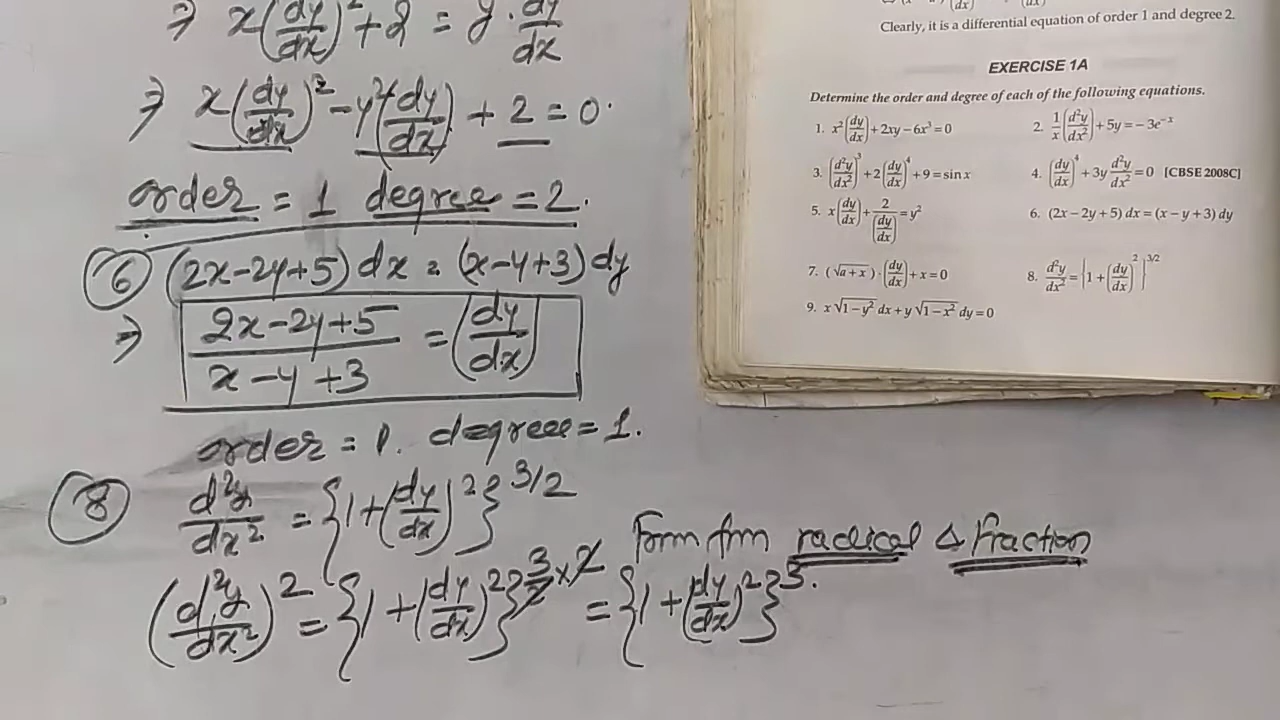 ⇒ x(dy/dx)² + 2 = y · dy/dx
⇒ x(dy/dx)² − y²(dy/dx) + 2 = 0.
order = 1 degree = 2.
⑥ (2x−2y+5) dx = (x−y+3) dy
⇒ (2x−2y+5)/(x−y+3) = (dy/dx)
order = 1. degree = 1.
⑧ d²y/dx² = {1+(dy/dx)²}^3/2
Form frm radical & Fraction
(d²y/dx²)² = {1+(dy/dx)²}^3/2×2 = {1+(dy/dx)²}³.
Clearly, it is a differential equation of order 1 and degree 2.
EXERCISE 1A
Determine the order and degree of each of the following equations.
1. x²(dy/dx)+2xy−6x³=0
2. 1/x(d²y/dx²)+5y=−3e⁻ˣ
3. (d²y/dx²)³+2(dy/dx)⁴+9=sin x
4. (dy/dx)⁴+3y d²y/dx²=0 [CBSE 2008C]
5. x(dy/dx)+2/(dy/dx)=y²
6. (2x−2y+5) dx=(x−y+3) dy
7. (√a+x)·(dy/dx)+x=0
8. d²y/dx²={1+(dy/dx)²}^3/2
9. x√1−y² dx+y√1−x² dy=0